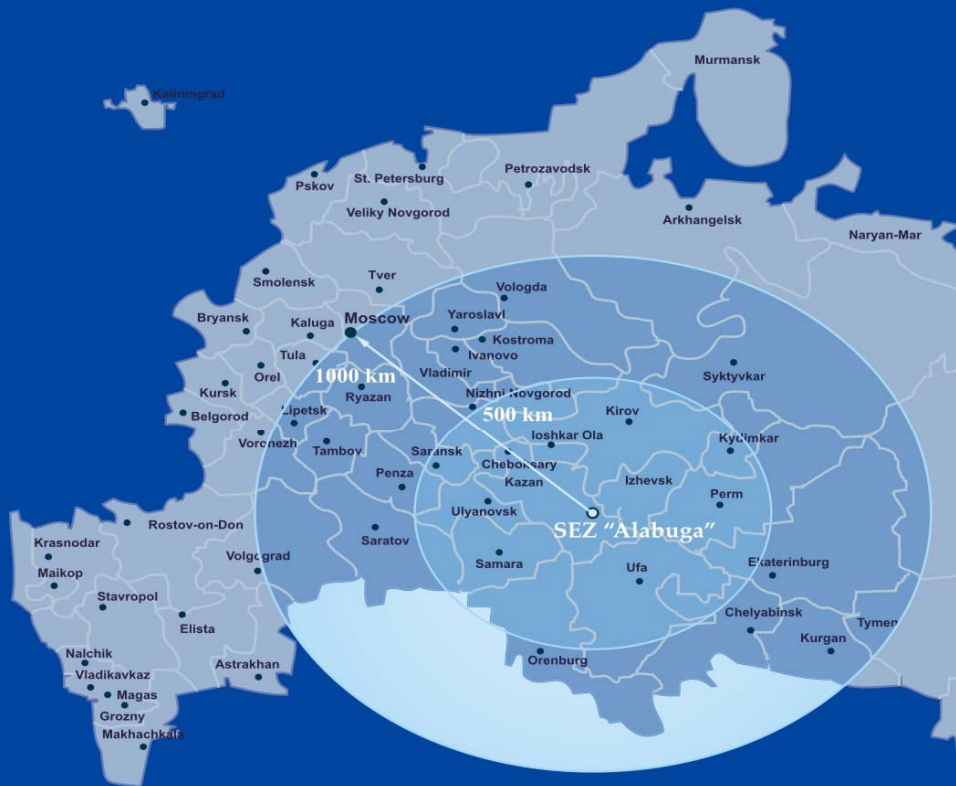 Murmansk
Kaliningrad
Petrozavodsk
St. Petersburg
Pskov
Veliky Novgorod
Arkhangelsk
Naryan-Mar
Tver
Smolensk
Vologda
Yaroslavl
Bryansk
Kaluga
Moscow
Kostroma
Ivanovo
Tula
1000 km
Vladimir
Syktyvkar
Orel
Kursk
Ryazan
Nizhni Novgorod
Belgorod
Lipetsk
500 km
Kirov
Voronezh
Tambov
Saransk
Ioshkar Ola
Kydimkar
Cheboksary
Penza
Kazan
Izhevsk
Perm
Ulyanovsk
Rostov-on-Don
SEZ “Alabuga”
Krasnodar
Saratov
Volgograd
Samara
Ufa
Ekaterinburg
Maikop
Stavropol
Elista
Chelyabinsk
Tymen
Kurgan
Nalchik
Astrakhan
Orenburg
Vladikavkaz
Magas
Grozny
Makhachkala